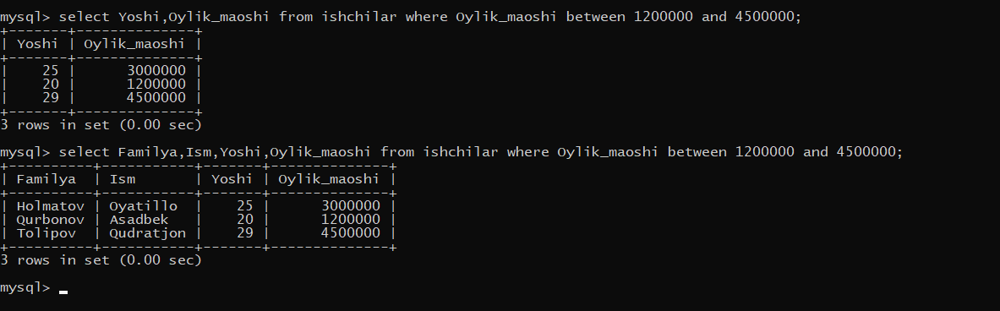 mysql> select Yoshi,Oylik_maoshi from ishchilar where Oylik_maoshi between 1200000 and 4500000;
+-------+--------------+
| Yoshi | Oylik_maoshi |
+-------+--------------+
|    25 |      3000000 |
|    20 |      1200000 |
|    29 |      4500000 |
+-------+--------------+
3 rows in set (0.00 sec)

mysql> select Familya,Ism,Yoshi,Oylik_maoshi from ishchilar where Oylik_maoshi between 1200000 and 4500000;
+----------+-----------+-------+--------------+
| Familya  | Ism       | Yoshi | Oylik_maoshi |
+----------+-----------+-------+--------------+
| Holmatov | Oyatillo  |    25 |      3000000 |
| Qurbonov | Asadbek   |    20 |      1200000 |
| Tolipov  | Qudratjon |    29 |      4500000 |
+----------+-----------+-------+--------------+
3 rows in set (0.00 sec)

mysql> _